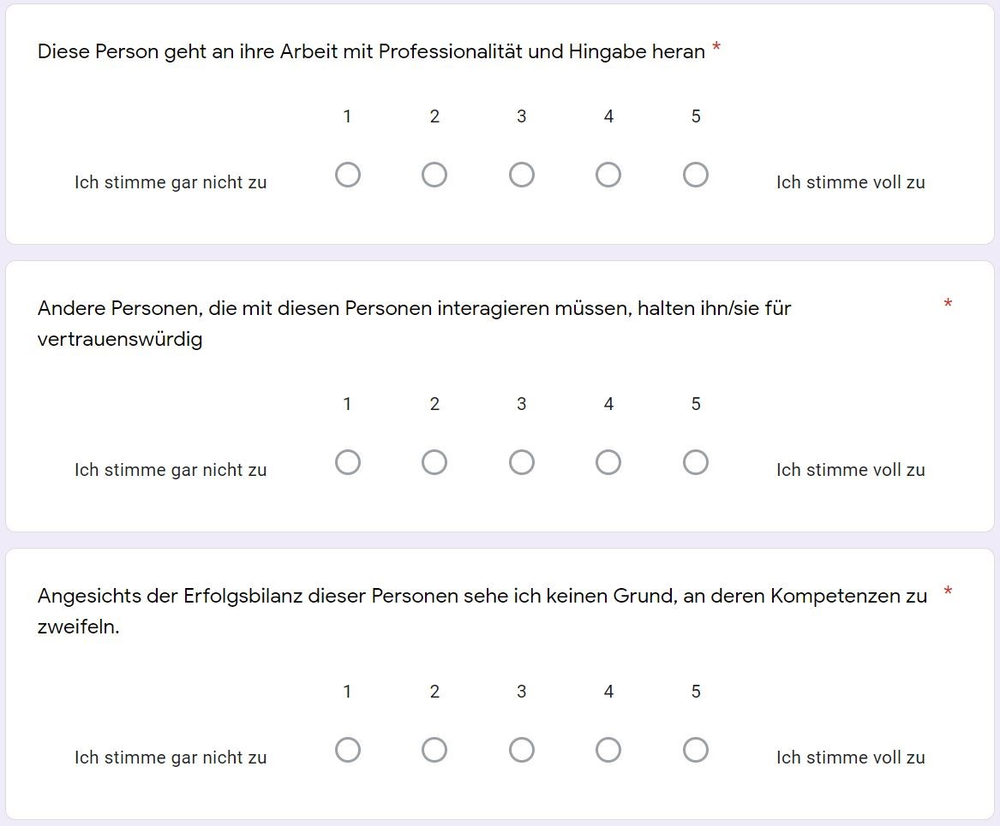 Diese Person geht an ihre Arbeit mit Professionalität und Hingabe heran *
1 2 3 4 5
Ich stimme gar nicht zu Ich stimme voll zu
Andere Personen, die mit diesen Personen interagieren müssen, halten ihn/sie für *
vertrauenswürdig
1 2 3 4 5
Ich stimme gar nicht zu Ich stimme voll zu
Angesichts der Erfolgsbilanz dieser Personen sehe ich keinen Grund, an deren Kompetenzen zu *
zweifeln.
1 2 3 4 5
Ich stimme gar nicht zu Ich stimme voll zu